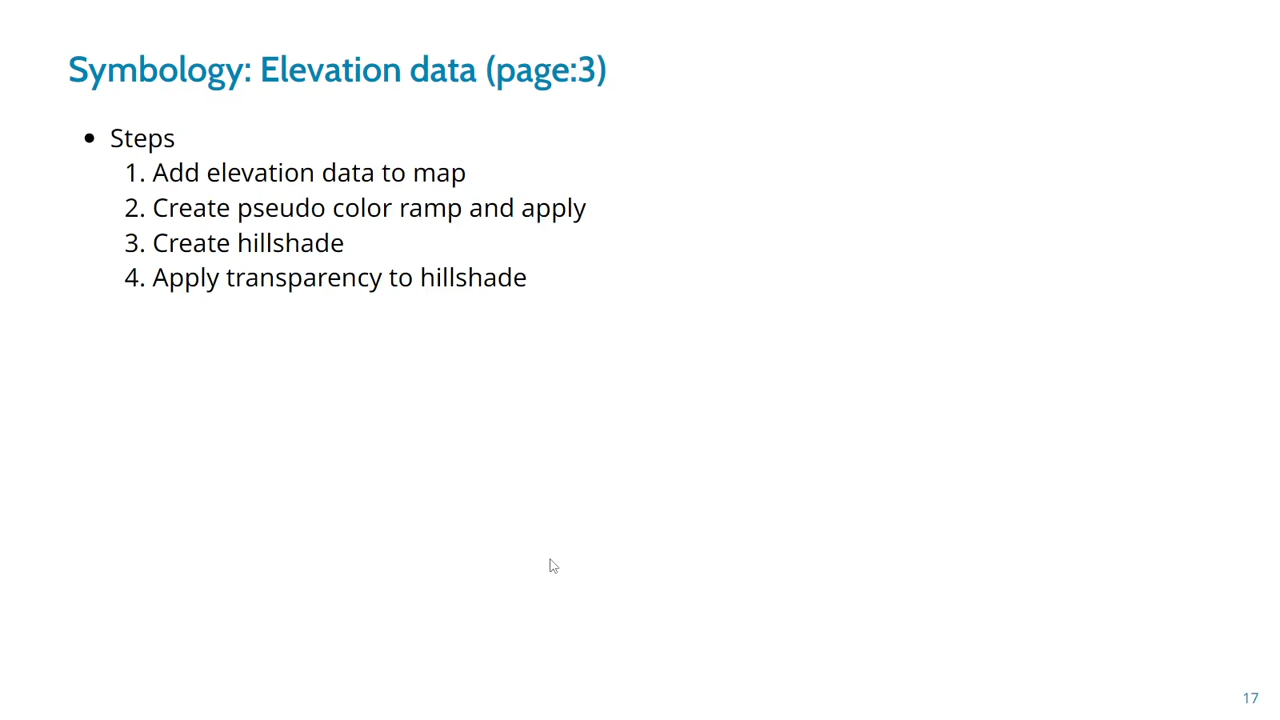 Symbology: Elevation data (page:3)
• Steps
1. Add elevation data to map
2. Create pseudo color ramp and apply
3. Create hillshade
4. Apply transparency to hillshade
17